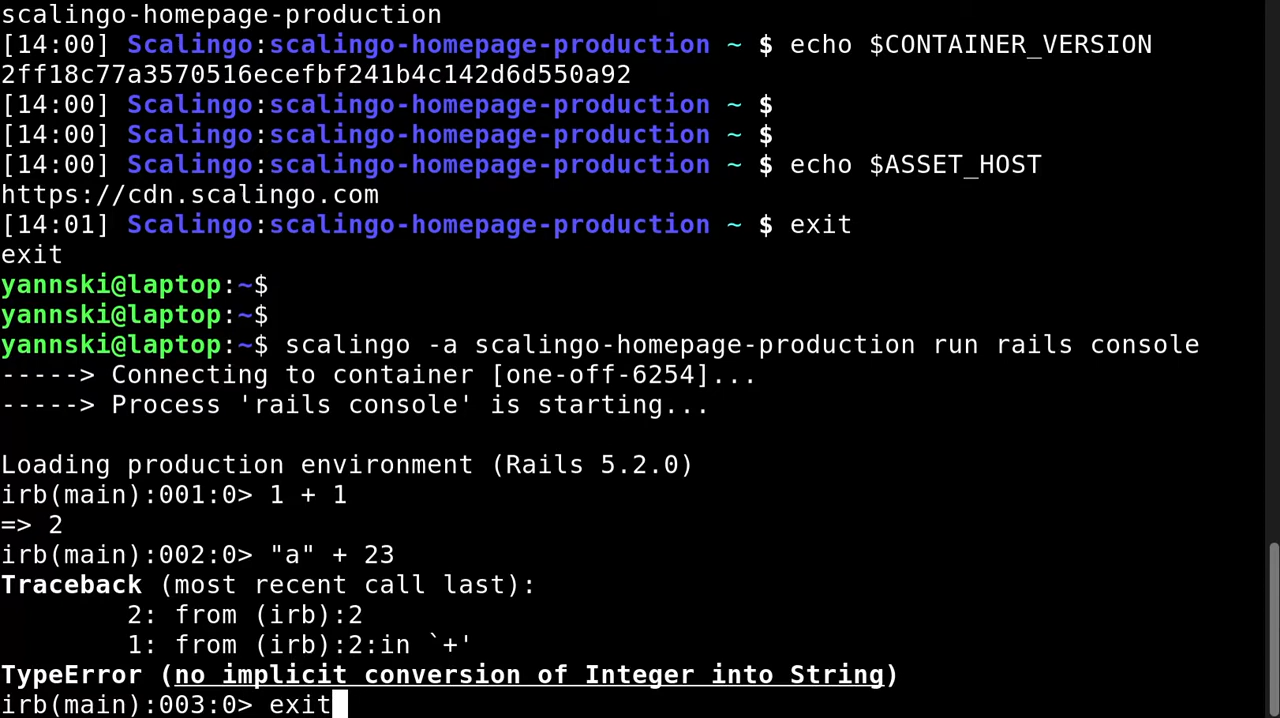 scalingo-homepage-production
[14:00] Scalingo:scalingo-homepage-production ~ $ echo $CONTAINER_VERSION
2ff18c77a3570516ecefbf241b4c142d6d550a92
[14:00] Scalingo:scalingo-homepage-production ~ $
[14:00] Scalingo:scalingo-homepage-production ~ $
[14:00] Scalingo:scalingo-homepage-production ~ $ echo $ASSET_HOST
https://cdn.scalingo.com
[14:01] Scalingo:scalingo-homepage-production ~ $ exit
exit
yannski@laptop:~$
yannski@laptop:~$
yannski@laptop:~$ scalingo -a scalingo-homepage-production run rails console
-----> Connecting to container [one-off-6254]...
-----> Process 'rails console' is starting...
Loading production environment (Rails 5.2.0)
irb(main):001:0> 1 + 1
=> 2
irb(main):002:0> "a" + 23
Traceback (most recent call last):
        2: from (irb):2
        1: from (irb):2:in `+'
TypeError (no implicit conversion of Integer into String)
irb(main):003:0> exit